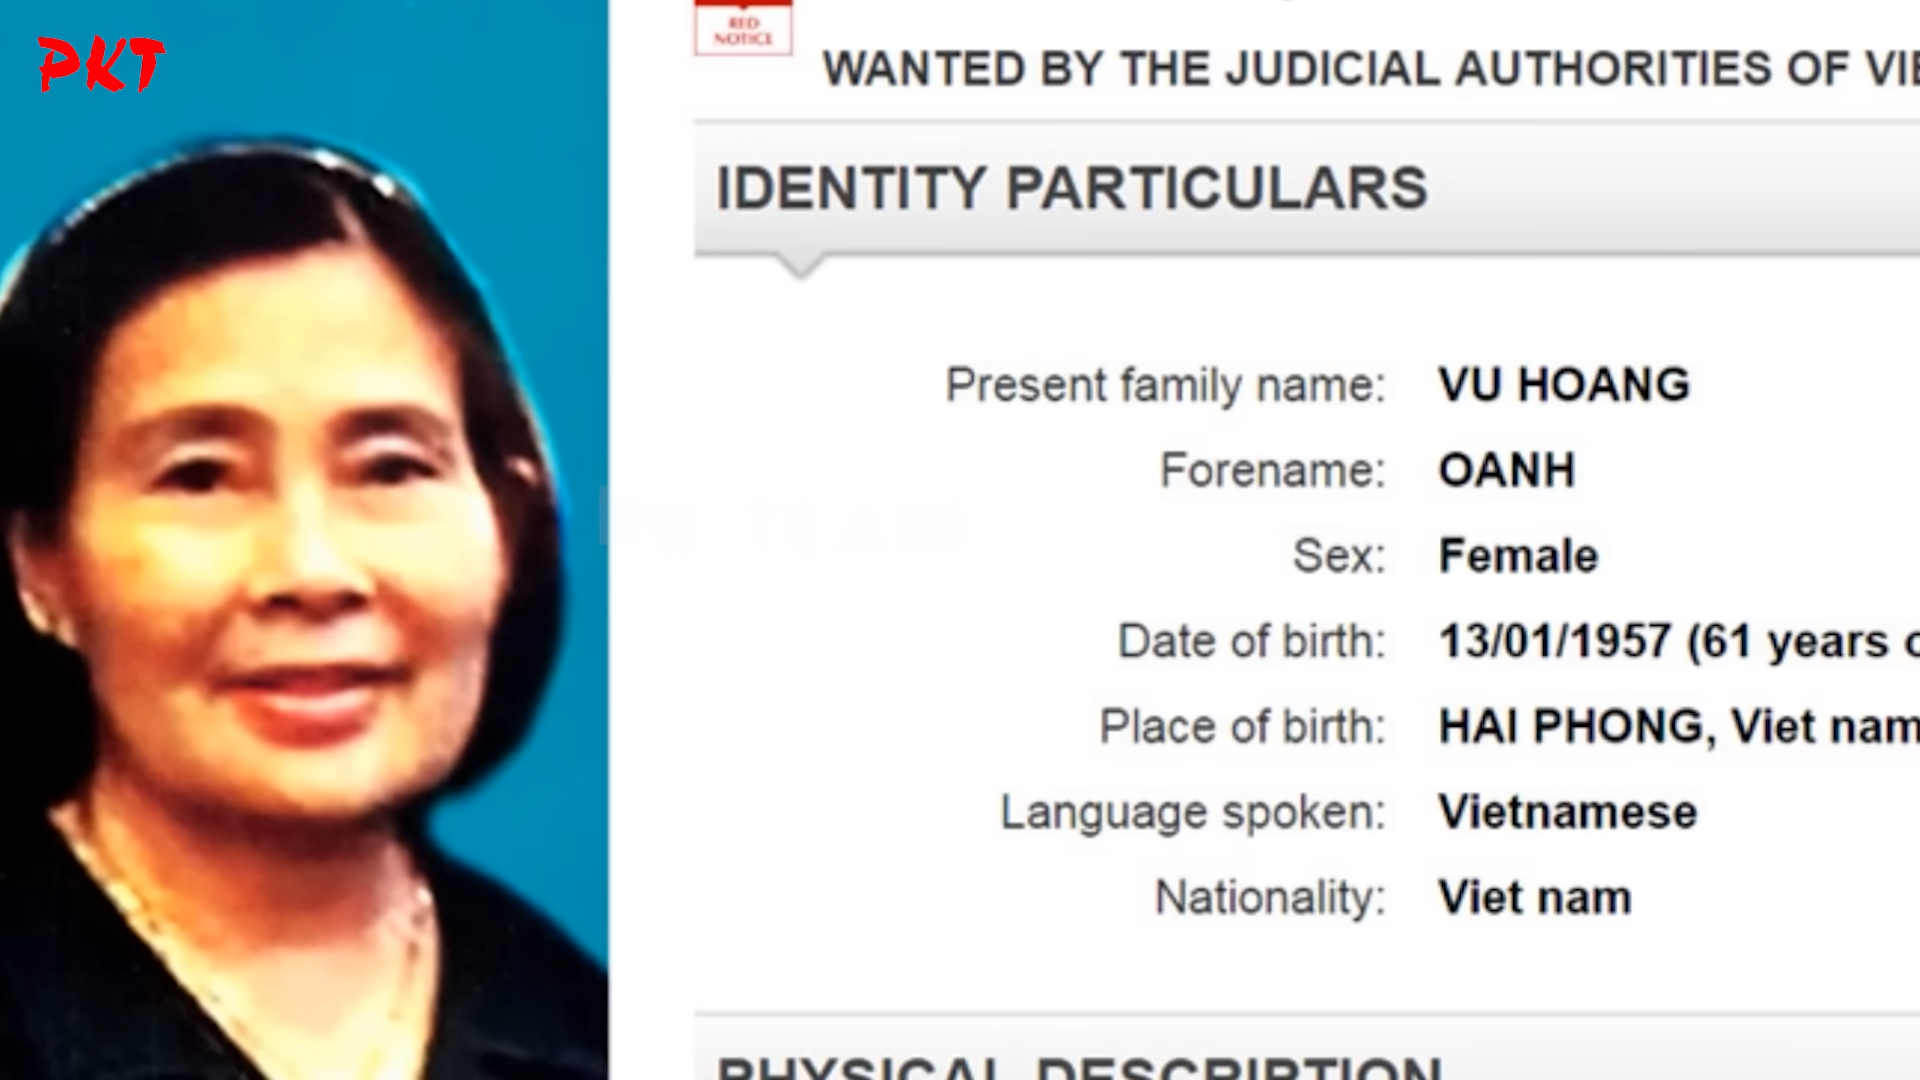 PKT
RED
NOTICE
WANTED BY THE JUDICIAL AUTHORITIES OF
IDENTITY PARTICULARS
Present family name: VU HOANG
Forename: OANH
Sex: Female
Date of birth: 13/01/1957 (61 years
Place of birth: HAI PHONG, Viet nam
Language spoken: Vietnamese
Nationality: Viet nam
PHYSICAL DESCRIPTION